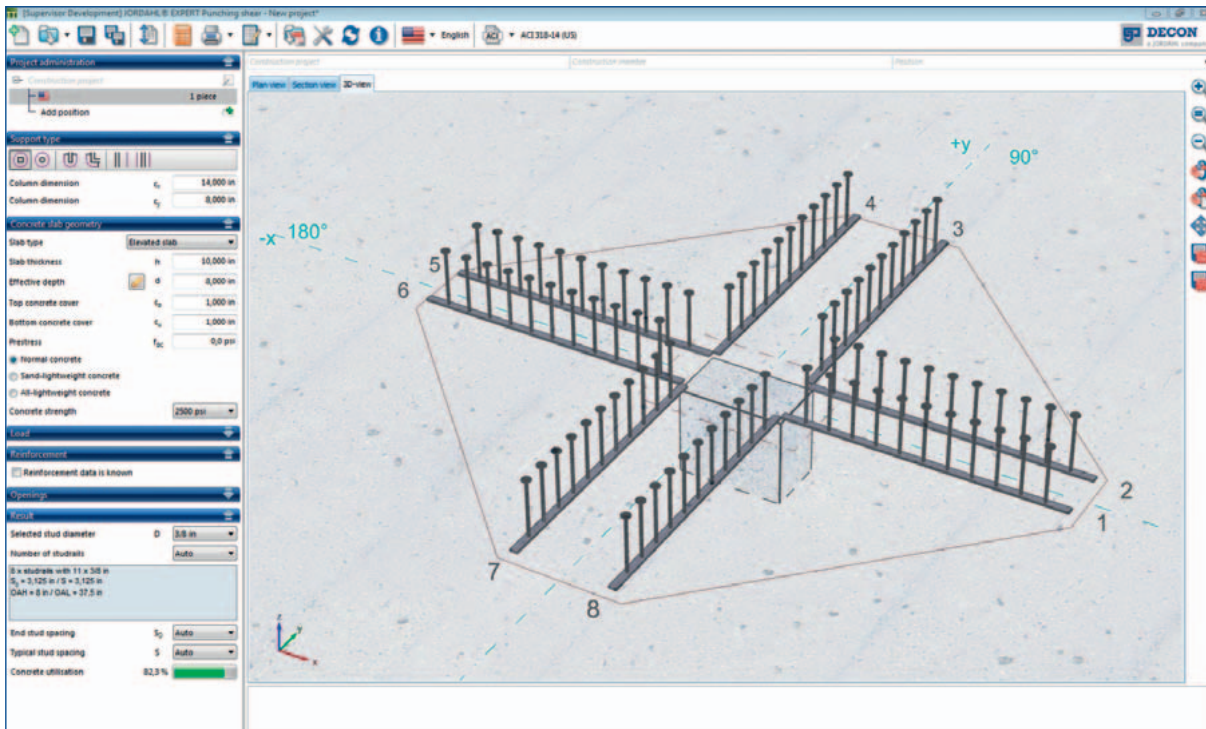 [Supervisor Development] JORDAHL® EXPERT Punching shear - New project*
English ACI ACI 318-14 (US)
DECON
a JORDAHL company
Project administration
Construction project
1 piece
Add position
Support type
Column dimension cx 14,000 in
Column dimension cy 8,000 in
Concrete slab geometry
Slab type Elevated slab
Slab thickness h 10,000 in
Effective depth d 8,000 in
Top concrete cover 1,000 in
Bottom concrete cover 1,000 in
Prestress 0,0 psi
Normal concrete
Sand-lightweight concrete
All-lightweight concrete
Concrete strength 2500 psi
Load
Reinforcement
Reinforcement data is known
Openings
Result
Selected stud diameter D 3/8 in
Number of studrails Auto
8 x studrails with 11 x 3/8 in
S0 = 3,125 in / S = 3,125 in
OAH = 8 in / OAL = 37.5 in
End stud spacing S0 Auto
Typical stud spacing S Auto
Concrete utilisation 82,3 %
Construction project Construction member Position
Plan view Section view 3D-view
+y 90°
4
3
-x 180°
5
6
2
1
7
8
z
y
x